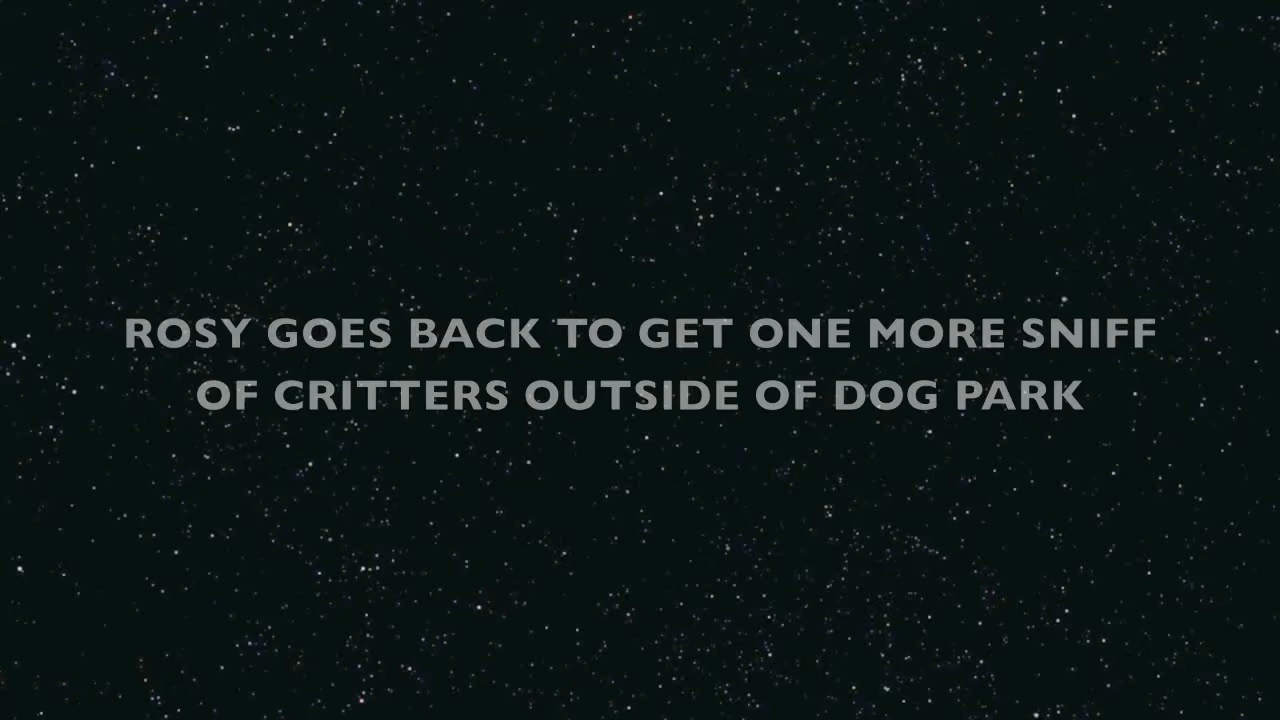 ROSY GOES BACK TO GET ONE MORE SNIFF
OF CRITTERS OUTSIDE OF DOG PARK